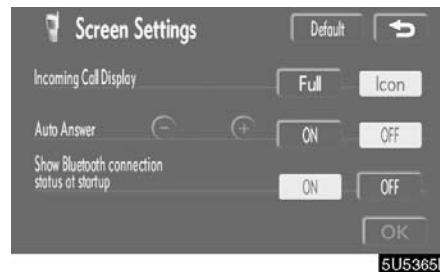 Screen Settings Default
Incoming Call Display Full Icon
Auto Answer - + ON OFF
Show Bluetooth connection
status at startup ON OFF
OK
5U5365